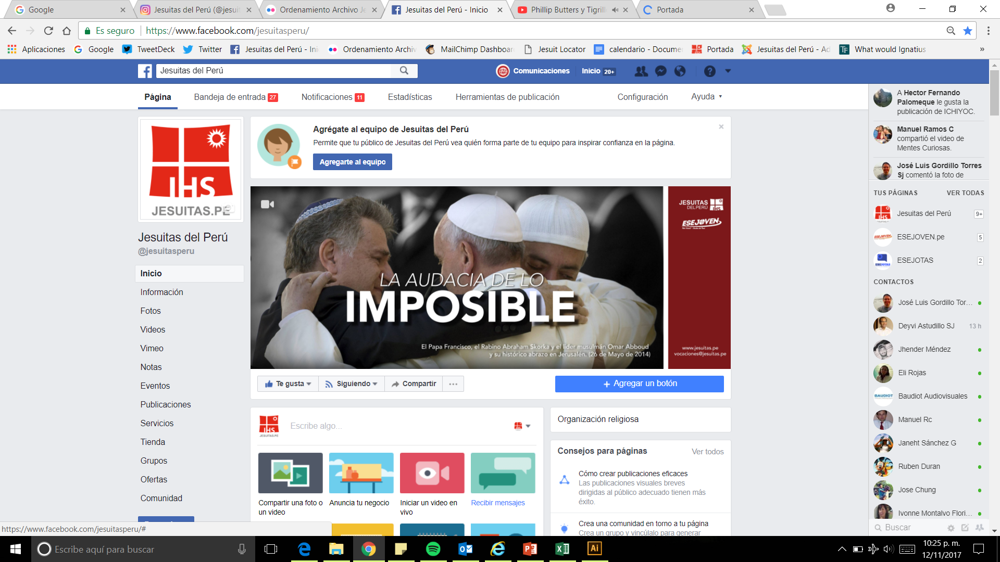 Google
Jesuitas del Perú (@jesuit
Ordenamiento Archivo Je
Jesuitas del Perú - Inicio
Phillip Butters y Tigrill
Portada
Es seguro
https://www.facebook.com/jesuitasperu/
Aplicaciones
Google
TweetDeck
Twitter
Jesuitas del Perú - Ini
Ordenamiento Archiv
MailChimp Dashboar
Jesuit Locator
calendario - Docume
Portada
Jesuitas del Perú - Ad
What would Ignatius
»
Jesuitas del Perú
Comunicaciones
Inicio 20+
Página
Bandeja de entrada 27
Notificaciones 11
Estadísticas
Herramientas de publicación
Configuración
Ayuda
IHS
JESUITAS.PE
Jesuitas del Perú
@jesuitasperu
Inicio
Información
Fotos
Videos
Vimeo
Notas
Eventos
Publicaciones
Servicios
Tienda
Grupos
Ofertas
Comunidad
https://www.facebook.com/jesuitasperu/#
Agrégate al equipo de Jesuitas del Perú
Permite que tu público de Jesuitas del Perú vea quién forma parte de tu equipo para inspirar confianza en la página.
Agregarte al equipo
LA AUDACIA DE LO
IMPOSIBLE
El Papa Francisco, el Rabino Abraham Skorka y el líder musulmán Omar Abboud
y su histórico abrazo en Jerusalén. (26 de Mayo de 2014)
JESUITAS
DEL PERÚ
IHS
ESEJOVEN
www.jesuitas.pe
vocaciones@jesuitas.pe
Te gusta
Siguiendo
Compartir
...
+ Agregar un botón
IHS
JESUITAS.PE
Escribe algo...
Compartir una foto o
un video
Anuncia tu negocio
Iniciar un video en
vivo
Recibir mensajes
Organización religiosa
Consejos para páginas
Ver todos
Cómo crear publicaciones eficaces
Las publicaciones visuales breves
dirigidas al público adecuado tienen más
éxito.
Crea una comunidad en torno a tu página
Crea un grupo y vincúlalo para generar
A Hector Fernando
Palomeque le gusta la
publicación de ICHIYOC.
Manuel Ramos C
compartió el video de
Mentes Curiosas.
José Luis Gordillo Torres
Sj comentó la foto de
TUS PÁGINAS
VER TODAS
Jesuitas del Perú
9+
ESEJOVEN.pe
5
ESEJOTAS
2
CONTACTOS
José Luis Gordillo Tor...
Deyvi Astudillo SJ
13 h
Jhender Méndez
Eli Rojas
BAUDIOT
Baudiot Audiovisuales
Manuel Rc
Janeht Sánchez G
Ruben Duran
Jose Chung
Ivonne Montalvo Flori...
Buscar
Escribe aquí para buscar
Ai
10:25 p. m.
12/11/2017